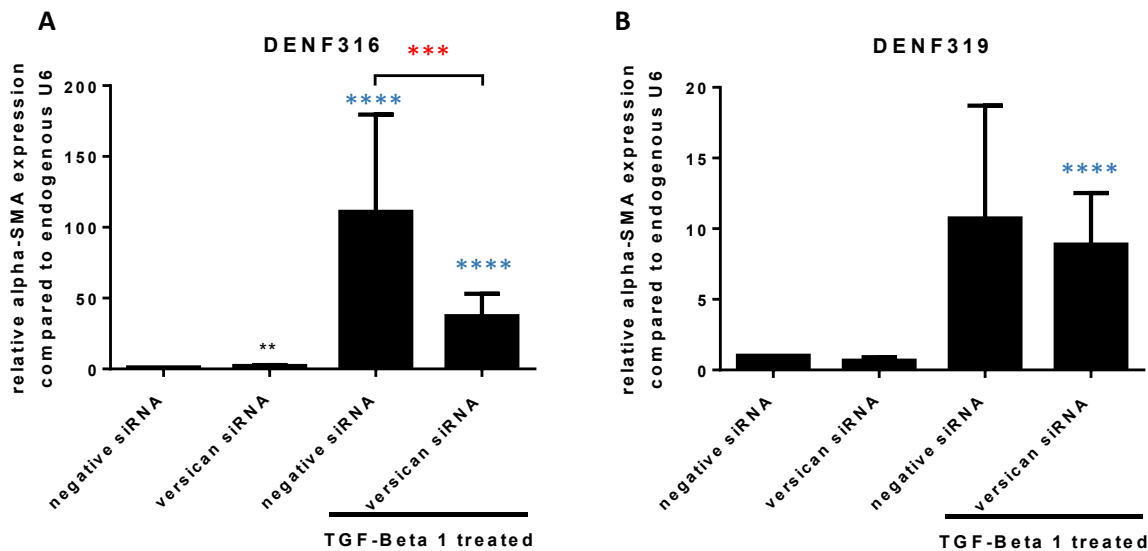 A
DENF316
***
relative alpha-SMA expression
compared to endogenous U6
200
150
100
50
0
**
****
****
negative siRNA
versican siRNA
negative siRNA
versican siRNA
TGF-Beta 1 treated
B
DENF319
relative alpha-SMA expression
compared to endogenous U6
20
15
10
5
0
****
negative siRNA
versican siRNA
negative siRNA
versican siRNA
TGF-Beta 1 treated